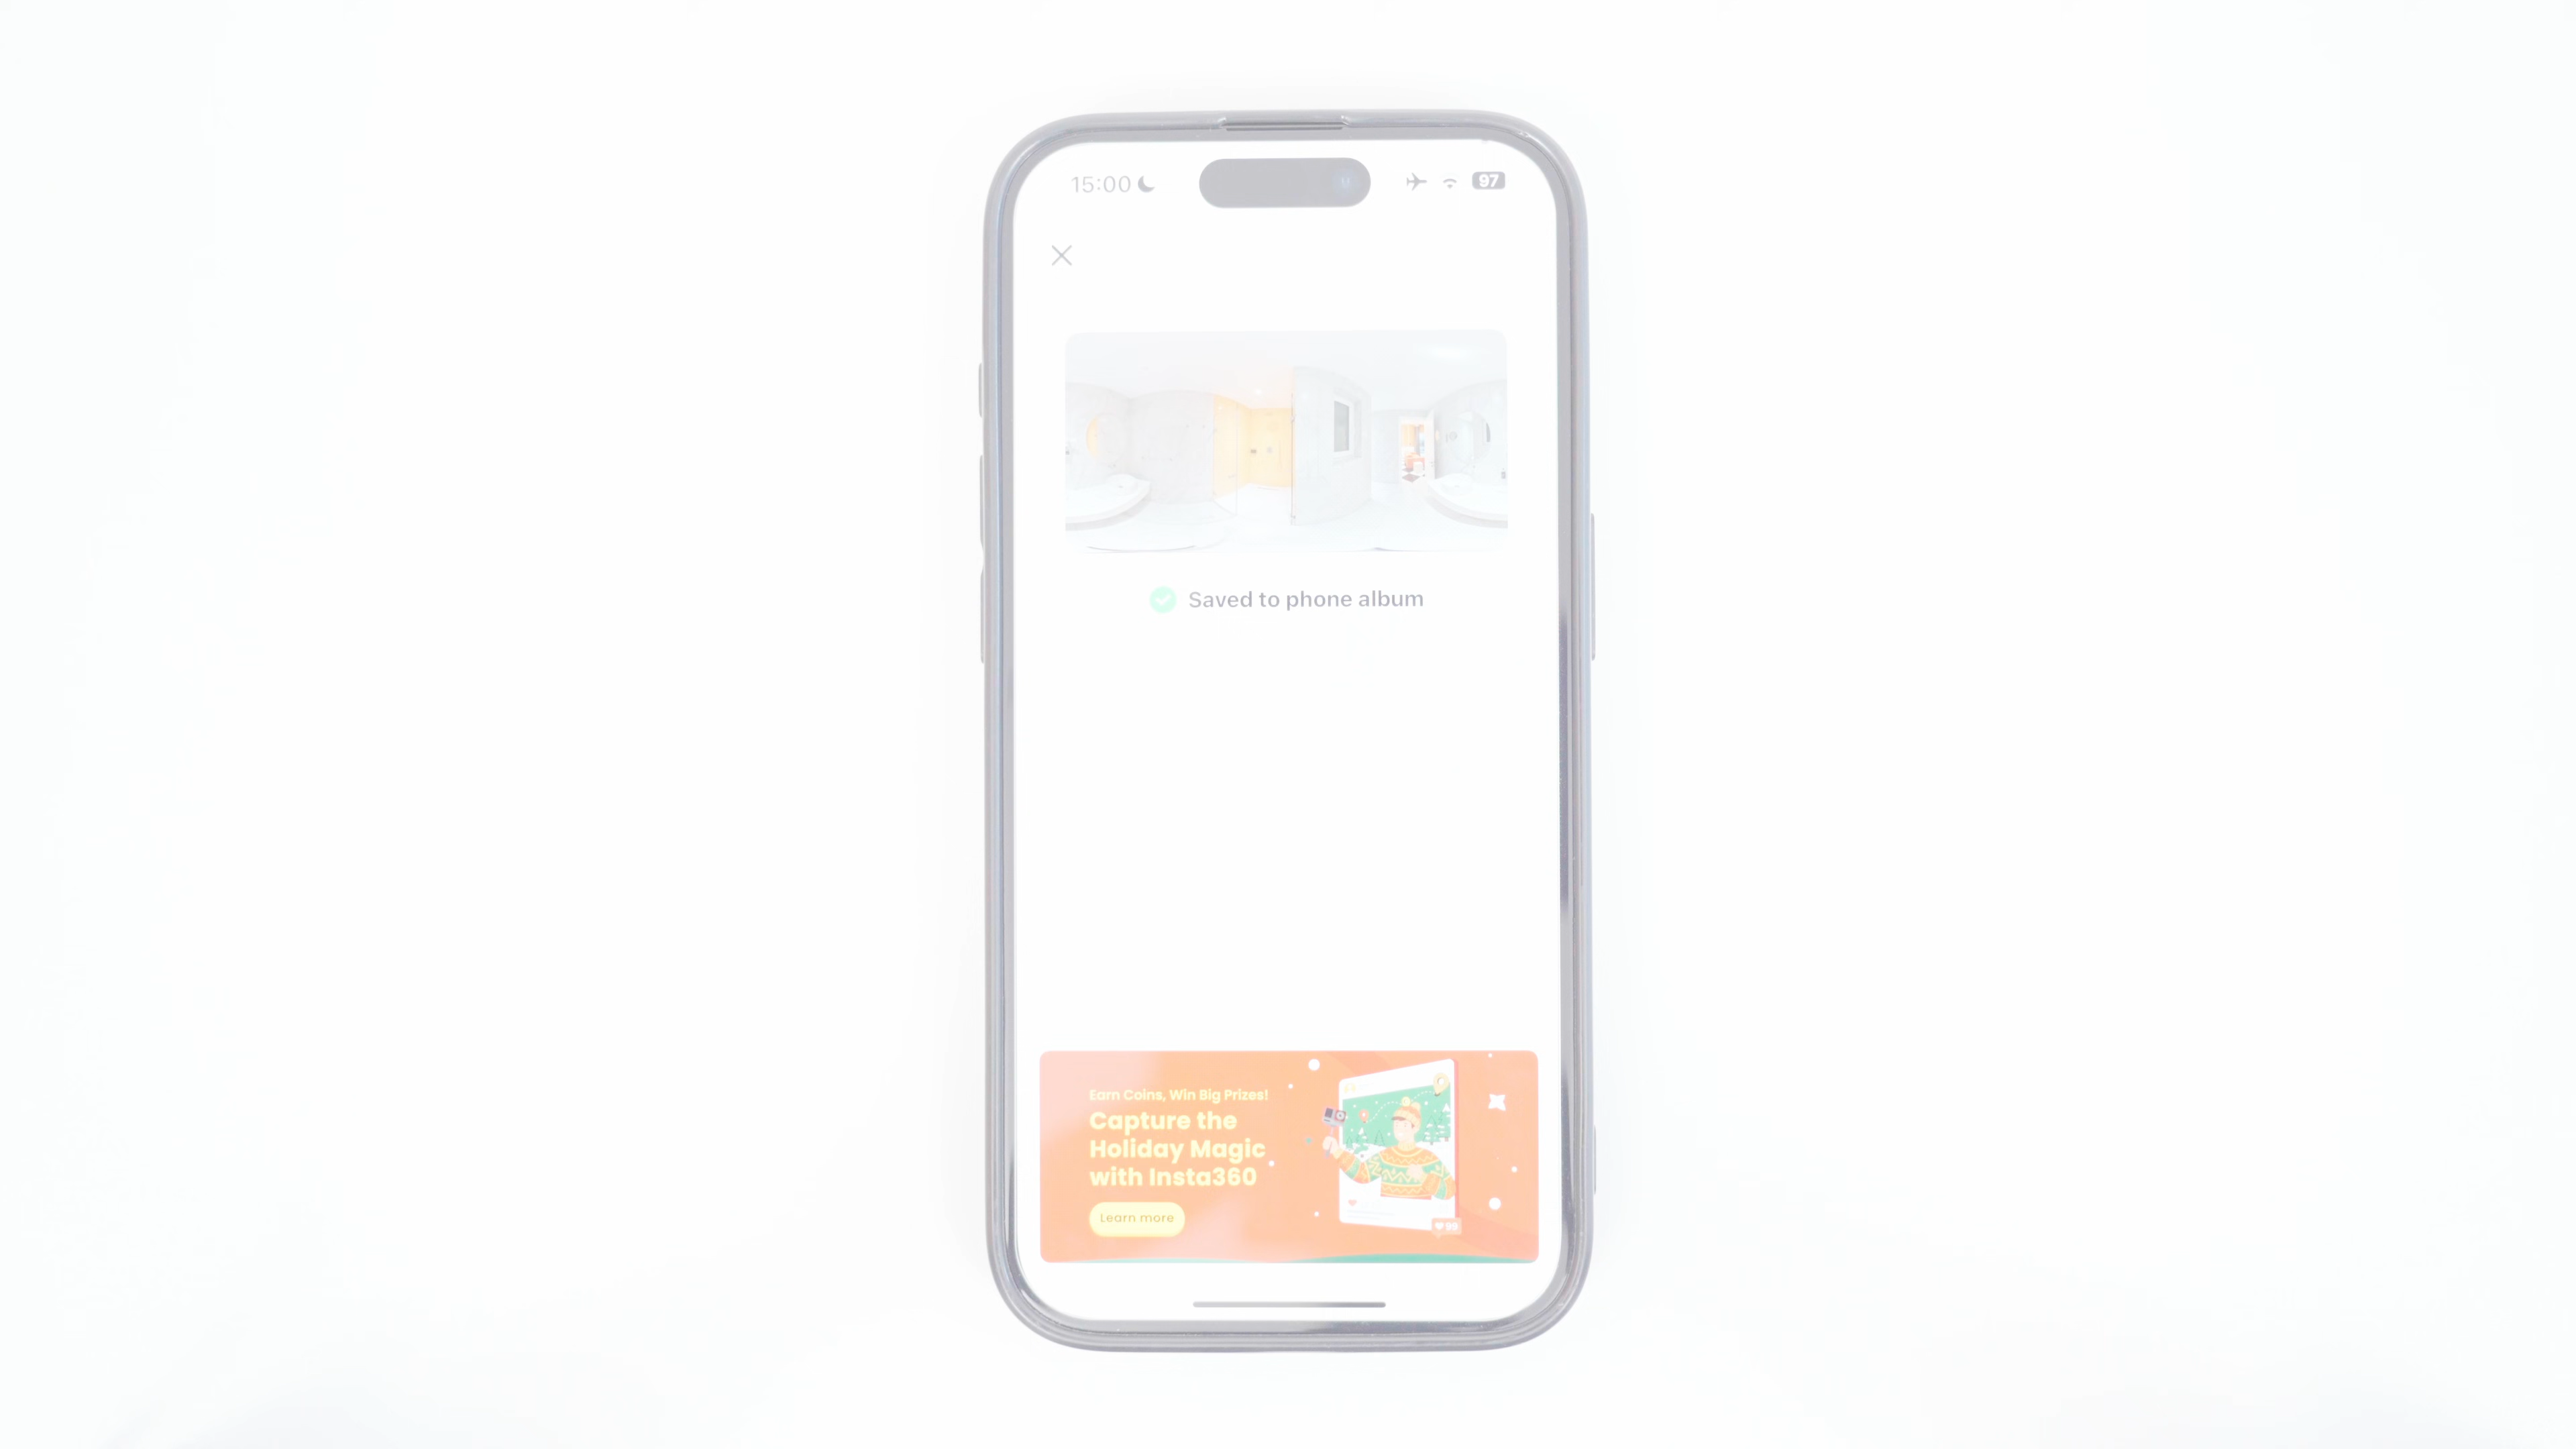 15:00
97
Saved to phone album
Earn Coins, Win Big Prizes!
Capture the
Holiday Magic
with Insta360
Learn more
99